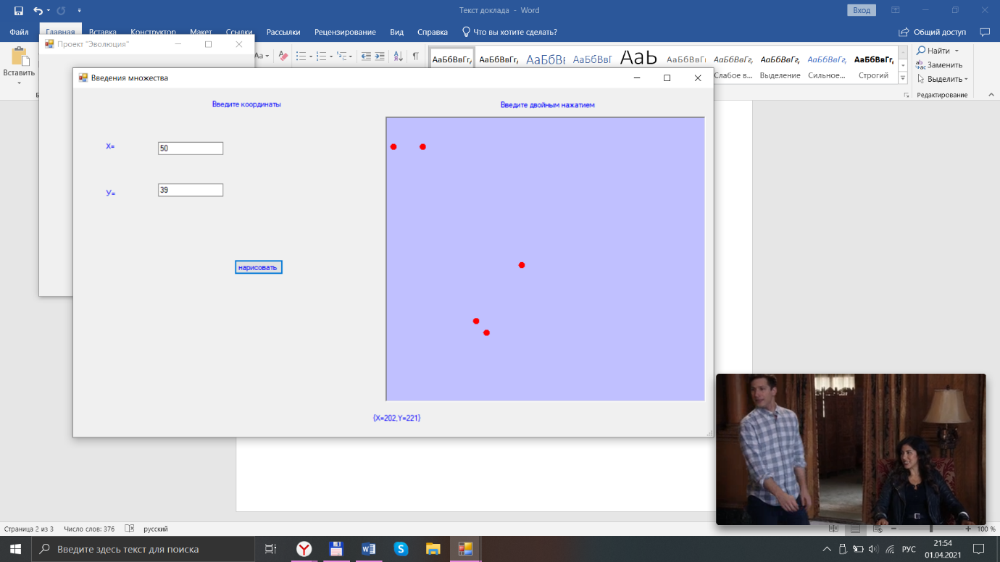 Текст доклада - Word
Вход
Файл Главная Вставка Конструктор Макет Ссылки Рассылки Рецензирование Вид Справка Что вы хотите сделать? Общий доступ
Проект "Эволюция"
Вставить
Aa
АаБбВвГг, АаБбВвГг, АаБбВв АаБбВвГ АаБ АаБбВвГ АаБбВвГг АаБбВвГг, АаБбВвГг, АаБбВвГг,
Слабое в... Выделение Сильное... Строгий
Найти
Заменить
Выделить
Редактирование
Введения множества
Введите координаты
Введите двойным нажатием
X=
50
У=
39
нарисовать
{X=202,Y=221}
Страница 2 из 3 Число слов: 376 русский
100 %
Введите здесь текст для поиска
РУС
21:54
01.04.2021